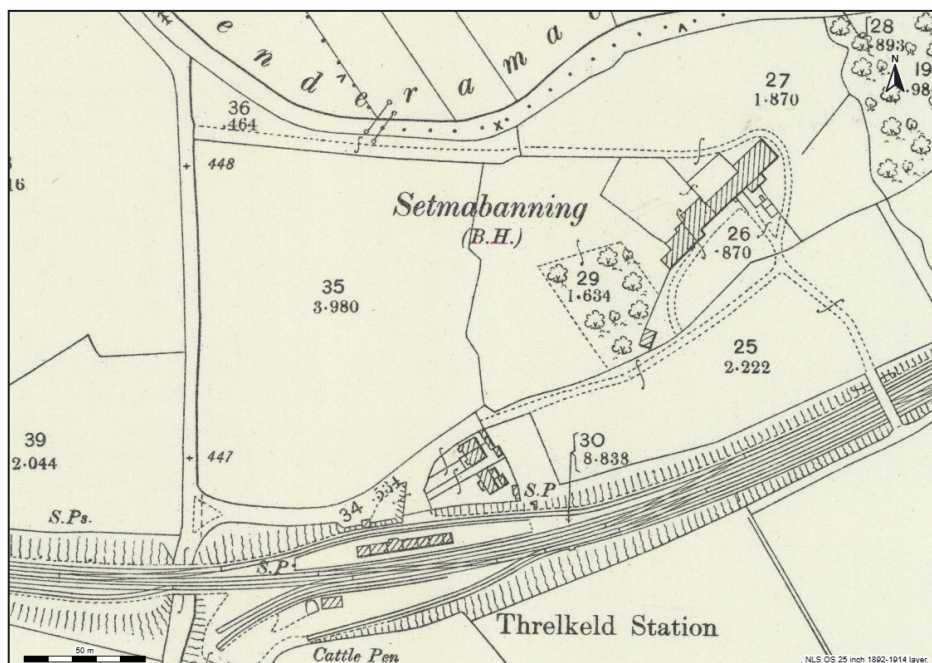 e n d e r a m a c
28
.893
27
1·870
N
19
.98
36
.464
448
Setmabanning
(B.H.)
26
·870
16
35
3·980
29
1·634
25
2·222
39
2·044
447
30
8·838
S.P.
34 ·534
S.Ps.
S.P.
Threlkeld Station
Cattle Pen
50 m
NLS OS 25 inch 1892-1914 layer.